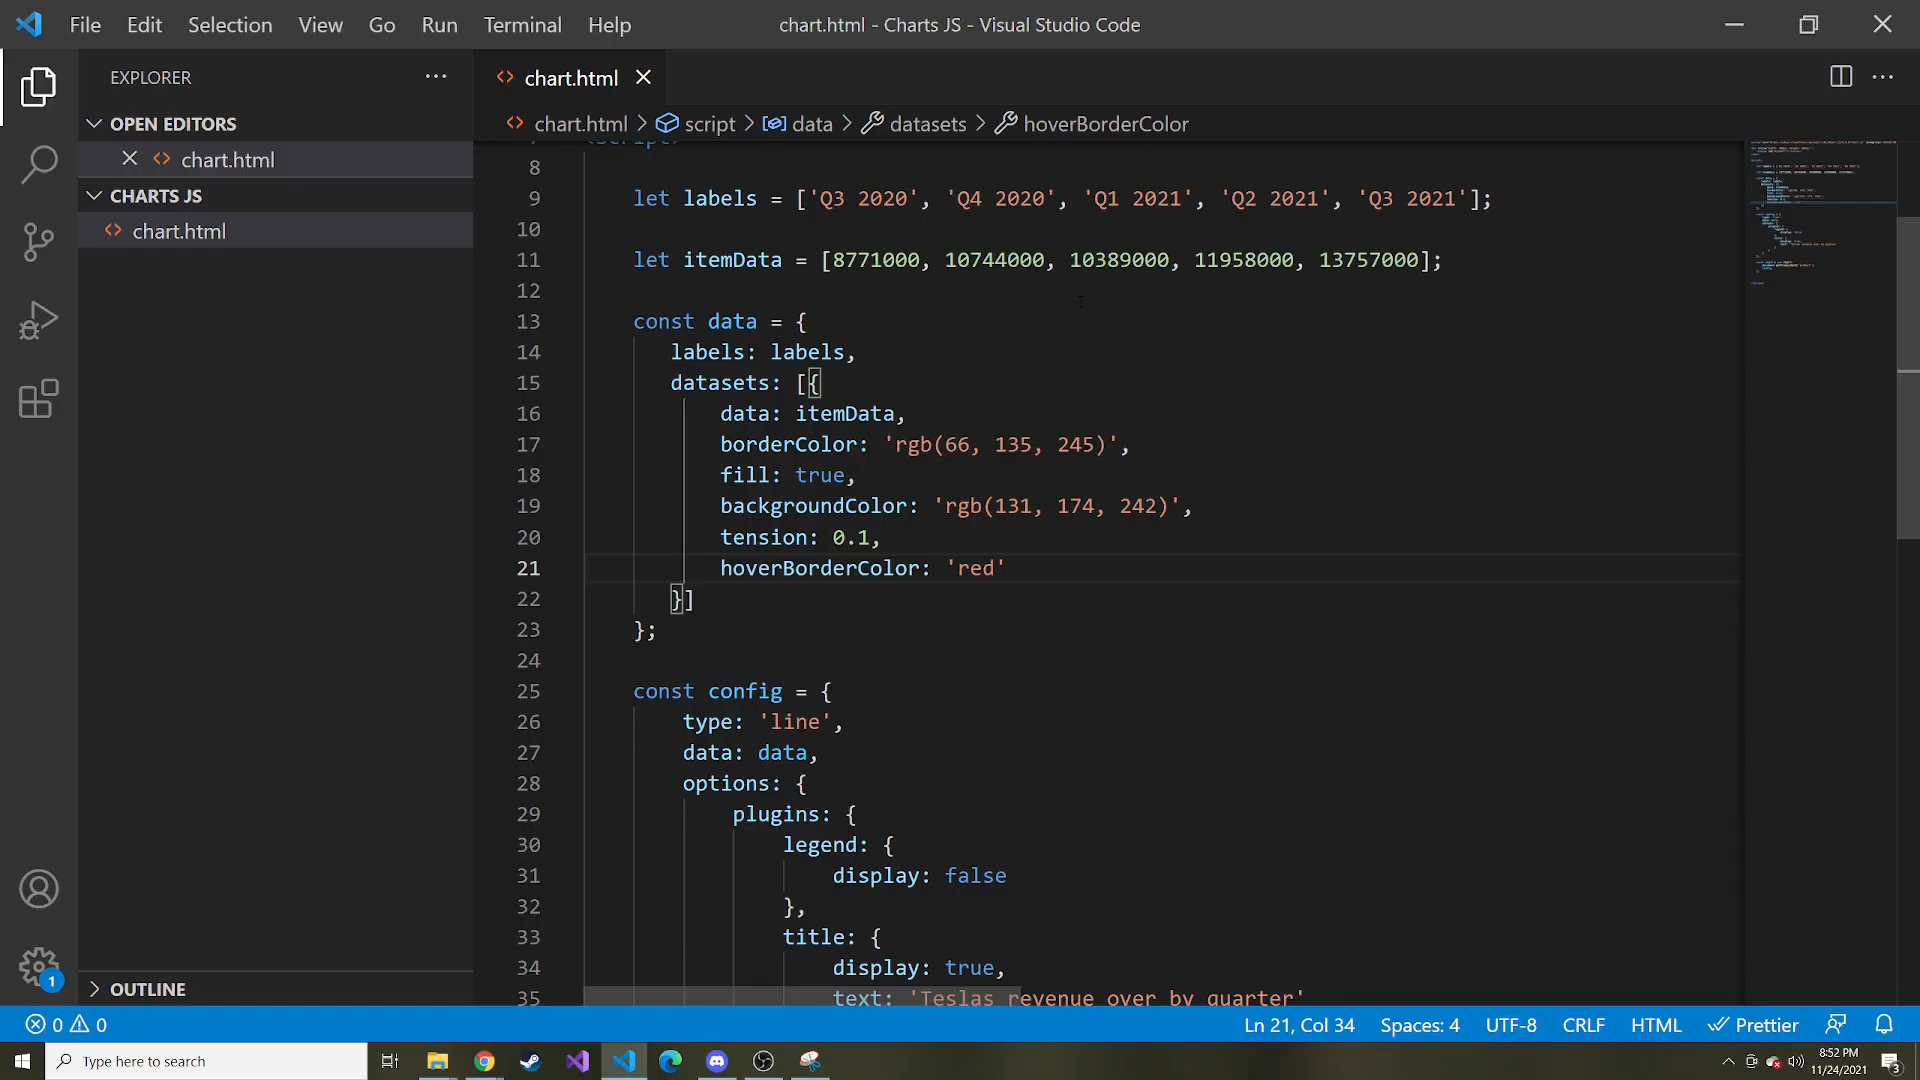 File Edit Selection View Go Run Terminal Help
chart.html - Charts JS - Visual Studio Code
EXPLORER
chart.html
OPEN EDITORS
chart.html
CHARTS JS
chart.html
OUTLINE
chart.html > script > data > datasets > hoverBorderColor
8
9 let labels = ['Q3 2020', 'Q4 2020', 'Q1 2021', 'Q2 2021', 'Q3 2021'];
10
11 let itemData = [8771000, 10744000, 10389000, 11958000, 13757000];
12
13 const data = {
14 labels: labels,
15 datasets: [{
16 data: itemData,
17 borderColor: 'rgb(66, 135, 245)',
18 fill: true,
19 backgroundColor: 'rgb(131, 174, 242)',
20 tension: 0.1,
21 hoverBorderColor: 'red'
22 }]
23 };
24
25 const config = {
26 type: 'line',
27 data: data,
28 options: {
29 plugins: {
30 legend: {
31 display: false
32 },
33 title: {
34 display: true,
35 text: 'Teslas revenue over by quarter'
1
0 0
Ln 21, Col 34 Spaces: 4 UTF-8 CRLF HTML Prettier
Type here to search
8:52 PM
11/24/2021
3